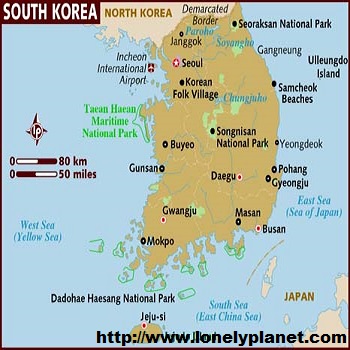 SOUTH KOREA
NORTH KOREA
Demarcated
Border
Paroho
Seoraksan National Park
Janggok
Soyangho
Gangneung
Ulleungdo
Island
Incheon
International
Airport
Seoul
Korean
Folk Village
Chungjuho
Samcheok
Beaches
Taean Haean
Maritime
National Park
Songnisan
National Park
Yeongdeok
Buyeo
0 80 km
0 50 miles
Gunsan
Daegu
Pohang
Gyeongju
East Sea
(Sea of Japan)
West Sea
(Yellow Sea)
Gwangju
Masan
Busan
Mokpo
Dadohae Haesang National Park
South Sea
(East China Sea)
JAPAN
Jeju-si
http://www.lonelyplanet.com